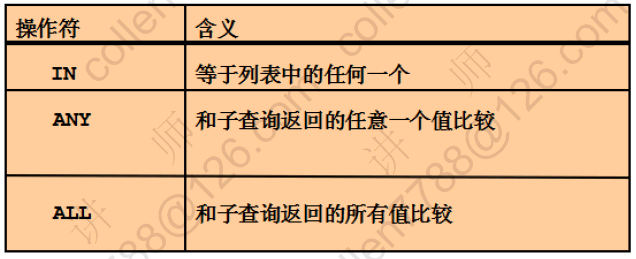 操作符 含义
IN 等于列表中的任何一个
ANY 和子查询返回的任意一个值比较
ALL 和子查询返回的所有值比较
讲师
collen7788@126.com